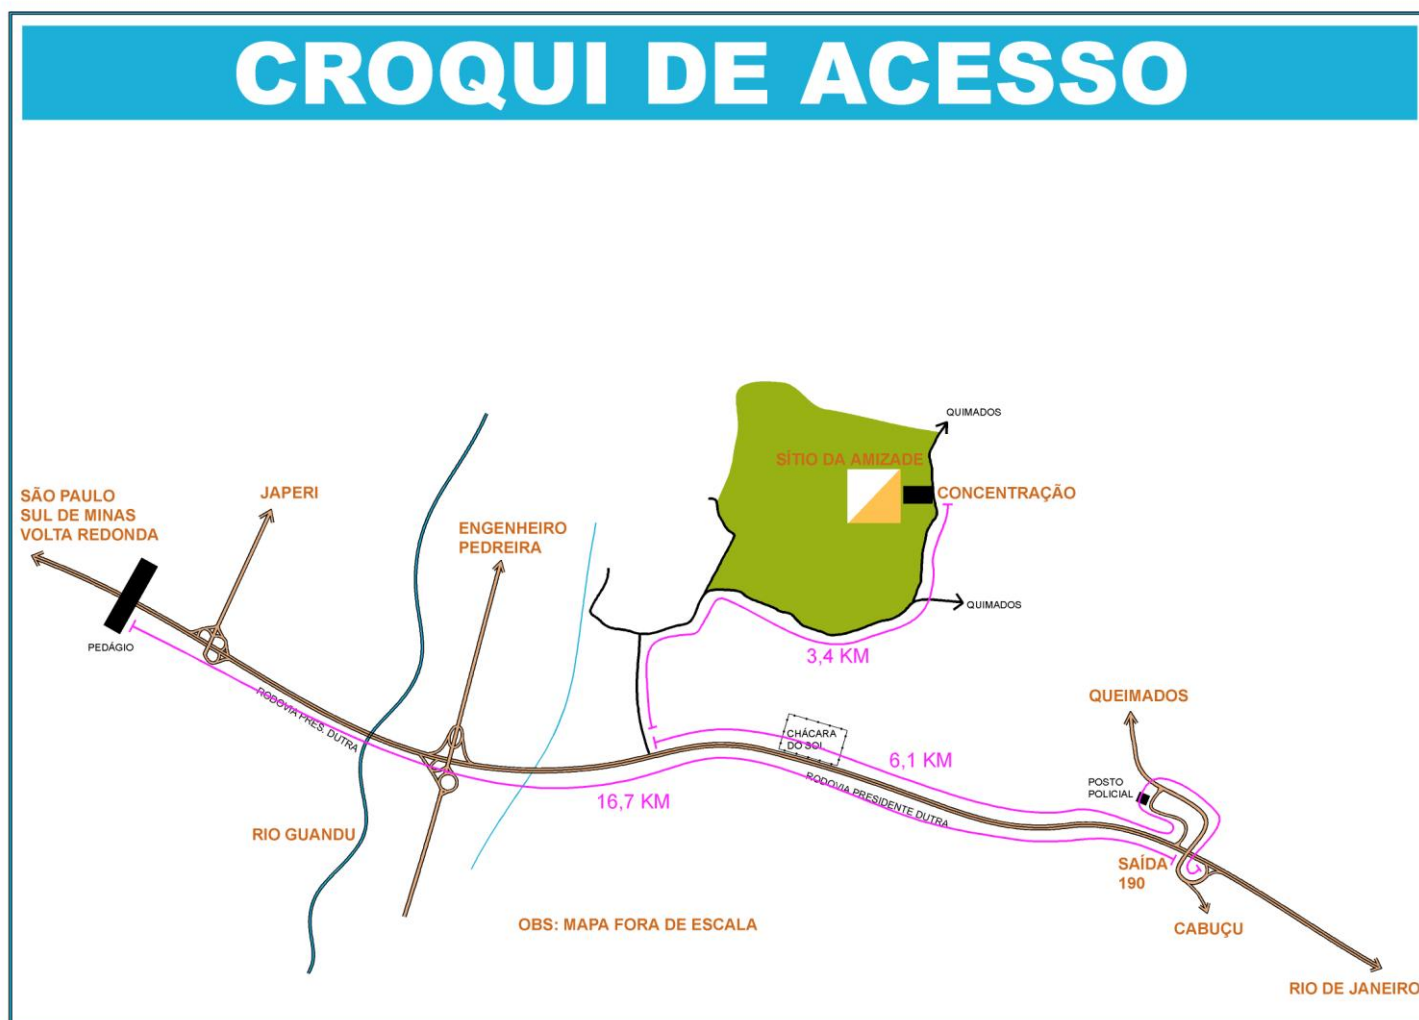 CROQUI DE ACESSO
QUIMADOS
SÍTIO DA AMIZADE
CONCENTRAÇÃO
SÃO PAULO
SUL DE MINAS
VOLTA REDONDA
JAPERI
ENGENHEIRO
PEDREIRA
QUIMADOS
PEDÁGIO
3,4 KM
RODOVIA PRES. DUTRA
QUEIMADOS
CHÁCARA
DO SOL
6,1 KM
POSTO
POLICIAL
16,7 KM
RODOVIA PRESIDENTE DUTRA
RIO GUANDU
SAÍDA
190
OBS: MAPA FORA DE ESCALA
CABUÇU
RIO DE JANEIRO